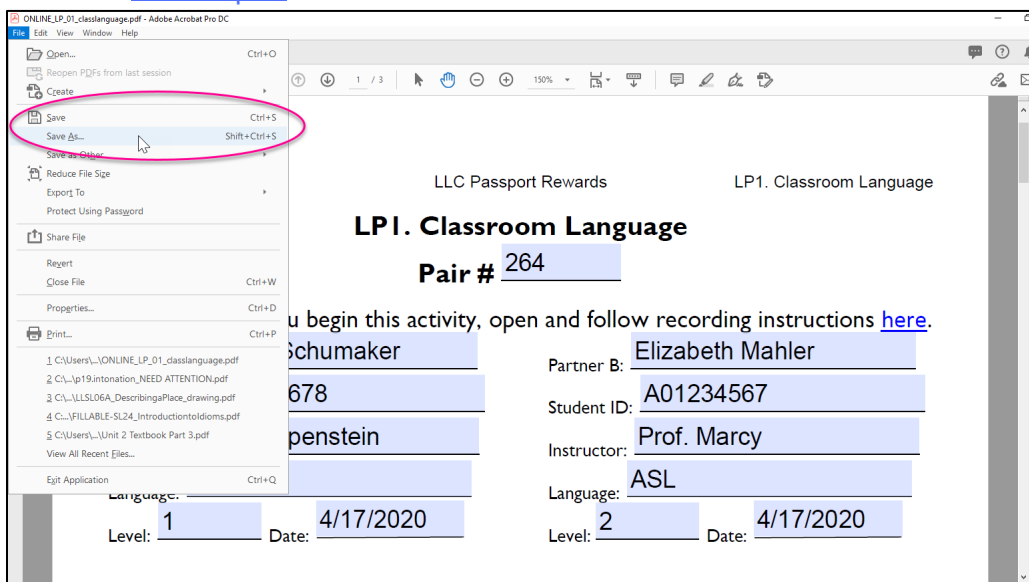 ONLINE_LP_01_classlanguage.pdf - Adobe Acrobat Pro DC
File Edit View Window Help
Open... Ctrl+O
Reopen PDFs from last session
Create
1 / 3 150%
Save Ctrl+S
Save As... Shift+Ctrl+S
Save as Other
Reduce File Size
Export To
Protect Using Password
Share File
Revert
Close File Ctrl+W
Properties... Ctrl+D
Print... Ctrl+P
1 C:\Users\...\ONLINE_LP_01_classlanguage.pdf
2 C:\...\p19.intonation_NEED ATTENTION.pdf
3 C:\...\LLSL06A_DescribingaPlace_drawing.pdf
4 C:\...\FILLABLE-SL24_IntroductiontoIdioms.pdf
5 C:\Users\...\Unit 2 Textbook Part 3.pdf
View All Recent Files...
Exit Application Ctrl+Q
LLC Passport Rewards LP1. Classroom Language
LP1. Classroom Language
Pair # 264
u begin this activity, open and follow recording instructions here.
Schumaker Partner B: Elizabeth Mahler
678 Student ID: A01234567
penstein Instructor: Prof. Marcy
Language: Language: ASL
Level: 1 Date: 4/17/2020 Level: 2 Date: 4/17/2020